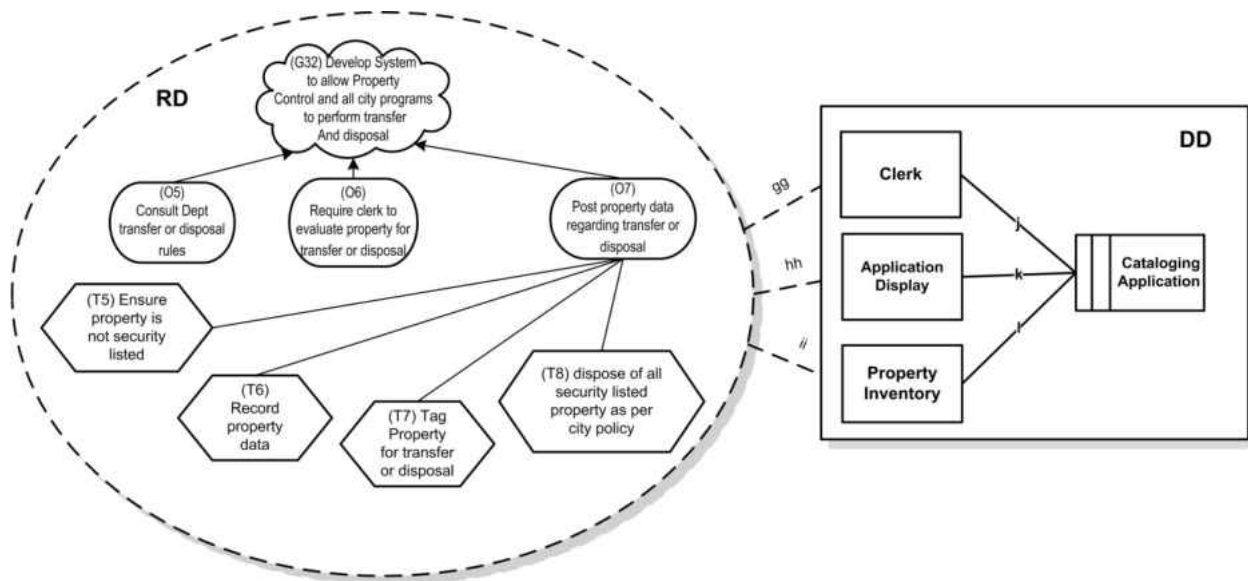 RD
(G32) Develop System
to allow Property
Control and all city programs
to perform transfer
And disposal
(O5)
Consult Dept
transfer or disposal
rules
(O6)
Require clerk to
evaluate property for
transfer or disposal
(O7)
Post property data
regarding transfer or
disposal
(T5) Ensure
property is
not security
listed
(T6)
Record
property
data
(T7) Tag
Property
for transfer
or disposal
(T8) dispose of all
security listed
property as per
city policy
gg
hh
ii
DD
Clerk
Application
Display
Property
Inventory
j
k
l
Cataloging
Application